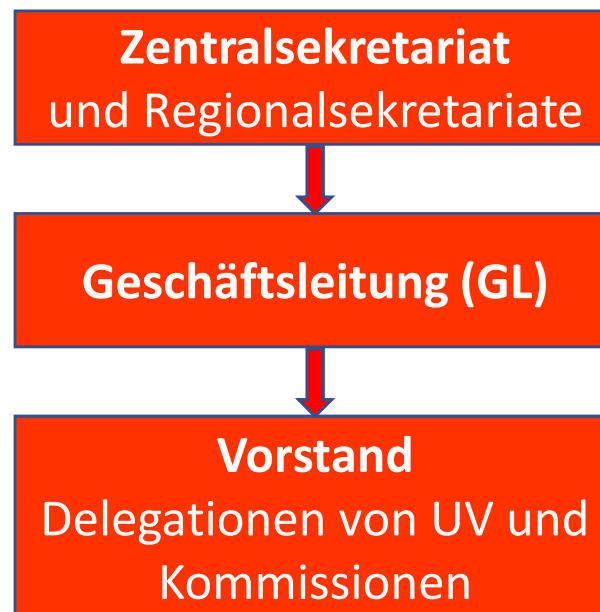 Zentralsekretariat
und Regionalsekretariate
Geschäftsleitung (GL)
Vorstand
Delegationen von UV und
Kommissionen